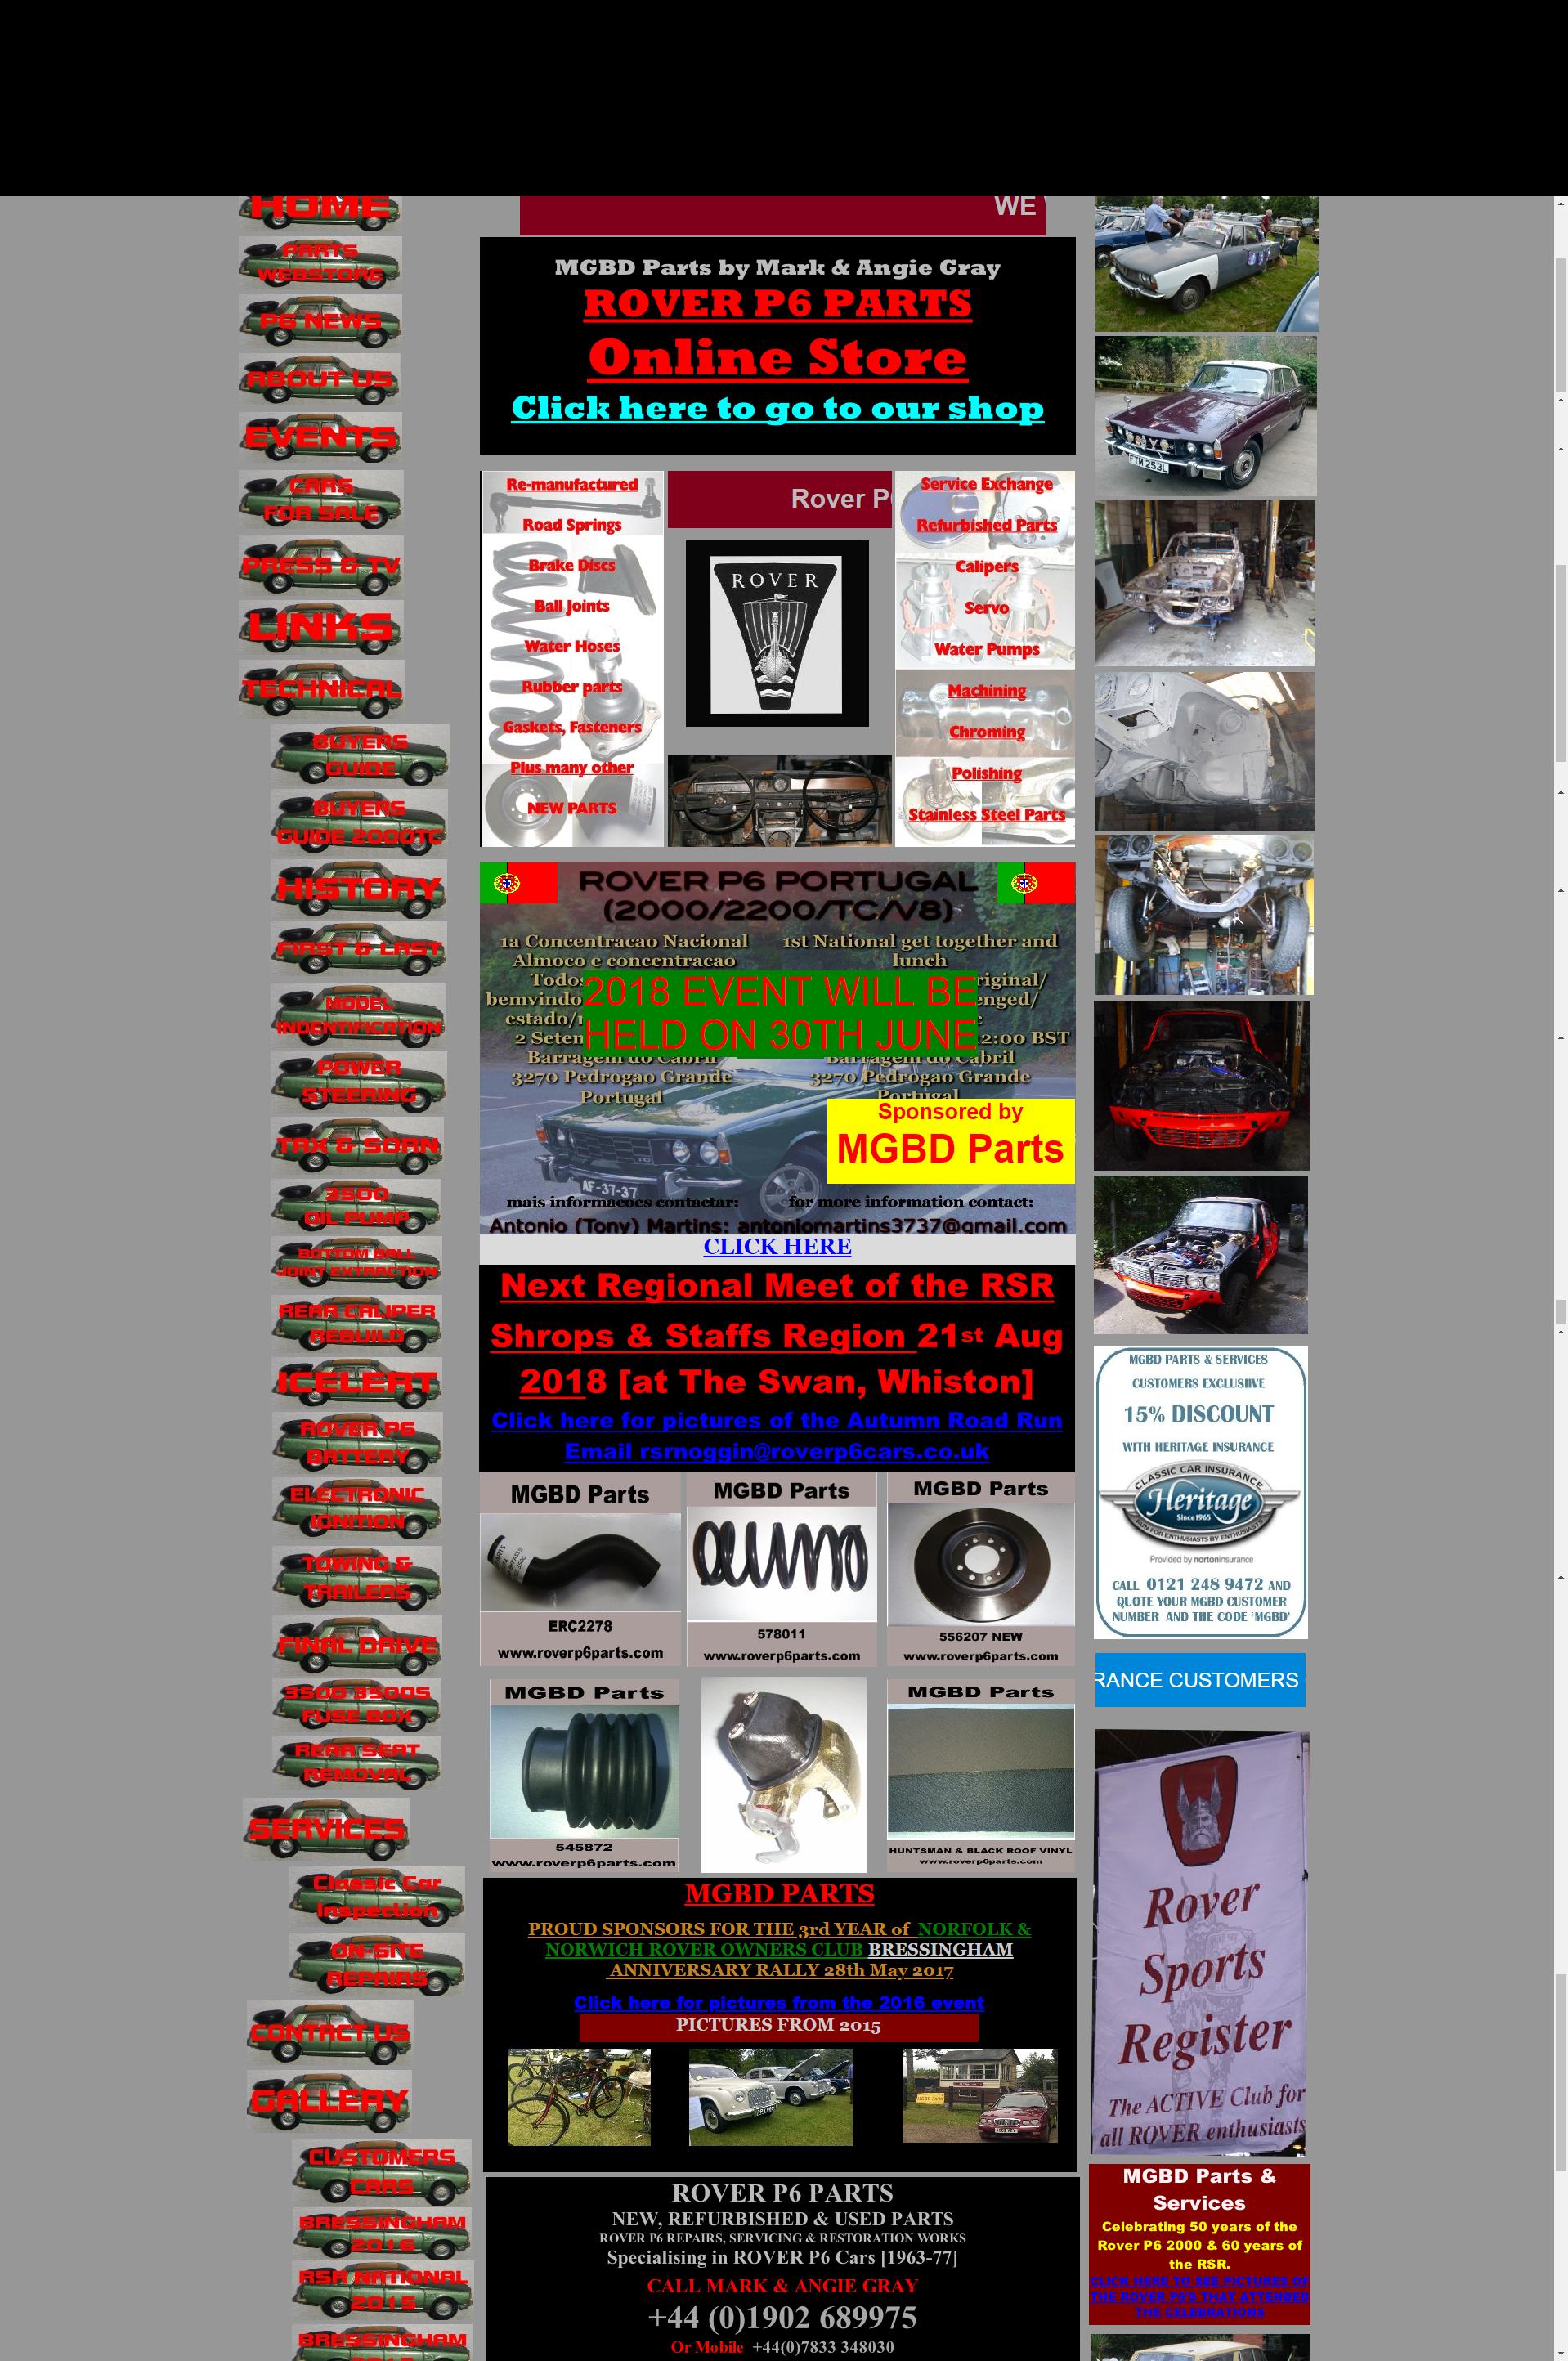 HOME
PARTS
WEBSTORE
P6 NEWS
ABOUT US
EVENTS
CARS
FOR SALE
PRESS & TV
LINKS
TECHNICAL
BUYERS
GUIDE
BUYERS
GUIDE 2000TC
HISTORY
FIRST & LAST
MODEL
INDENTIFICATION
POWER
STEERING
TAX & SORN
3500
OIL PUMP
BOTTOM BALL
JOINT EXTRACTION
REAR CALIPER
REBUILD
ICELERT
ROVER P6
BATTERY
ELECTRONIC
IGNITION
TOWING &
TRAILERS
FINAL DRIVE
3500 3500S
FUSE BOX
REAR SEAT
REMOVAL
SERVICES
Classic Car
Inspection
ON-SITE
REPAIRS
CONTACT US
GALLERY
CUSTOMERS
CARS
BRESSINGHAM
2016
RSR NATIONAL
2015
BRESSINGHAM
WE
MGBD Parts by Mark & Angie Gray
ROVER P6 PARTS
Online Store
Click here to go to our shop
Re-manufactured
Road Springs
Brake Discs
Ball Joints
Water Hoses
Rubber parts
Gaskets, Fasteners
Plus many other
NEW PARTS
Rover P
ROVER
Service Exchange
Refurbished Parts
Calipers
Servo
Water Pumps
Machining
Chroming
Polishing
Stainless Steel Parts
ROVER P6 PORTUGAL
(2000/2200/TC/V8)
1a Concentracao Nacional
Almoco e concentracao
Todos
bemvindo
estado/
2 Seten
Barragem do Cabril
3270 Pedrogao Grande
Portugal
1st National get together and
lunch
riginal/
enged/
2:00 BST
Barragem do Cabril
3270 Pedrogao Grande
Portugal
2018 EVENT WILL BE
HELD ON 30TH JUNE
Sponsored by
MGBD Parts
AF-37-37
mais informacoes contactar:
for more information contact:
Antonio (Tony) Martins: antoniomartins3737@gmail.com
CLICK HERE
Next Regional Meet of the RSR
Shrops & Staffs Region 21st Aug
2018 [at The Swan, Whiston]
Click here for pictures of the Autumn Road Run
Email rsrnoggin@roverp6cars.co.uk
MGBD Parts
ERC2278
www.roverp6parts.com
MGBD Parts
578011
www.roverp6parts.com
MGBD Parts
556207 NEW
www.roverp6parts.com
MGBD Parts
545872
www.roverp6parts.com
MGBD Parts
HUNTSMAN & BLACK ROOF VINYL
www.roverp6parts.com
MGBD PARTS
PROUD SPONSORS FOR THE 3rd YEAR of NORFOLK &
NORWICH ROVER OWNERS CLUB BRESSINGHAM
ANNIVERSARY RALLY 28th May 2017
Click here for pictures from the 2016 event
PICTURES FROM 2015
ROVER P6 PARTS
NEW, REFURBISHED & USED PARTS
ROVER P6 REPAIRS, SERVICING & RESTORATION WORKS
Specialising in ROVER P6 Cars [1963-77]
CALL MARK & ANGIE GRAY
+44 (0)1902 689975
Or Mobile +44(0)7833 348030
FTM 253L
MGBD PARTS & SERVICES
CUSTOMERS EXCLUSIIVE
15% DISCOUNT
WITH HERITAGE INSURANCE
CLASSIC CAR INSURANCE
Heritage
Since 1965
RUN FOR ENTHUSIASTS BY ENTHUSIASTS
Provided by nortoninsurance
CALL 0121 248 9472 AND
QUOTE YOUR MGBD CUSTOMER
NUMBER AND THE CODE 'MGBD'
RANCE CUSTOMERS
Rover
Sports
Register
The ACTIVE Club for
all ROVER enthusiasts
MGBD Parts &
Services
Celebrating 50 years of the
Rover P6 2000 & 60 years of
the RSR.
CLICK HERE TO SEE PICTURES OF
THE ROVER P6'S THAT ATTENDED
THE CELEBRATIONS